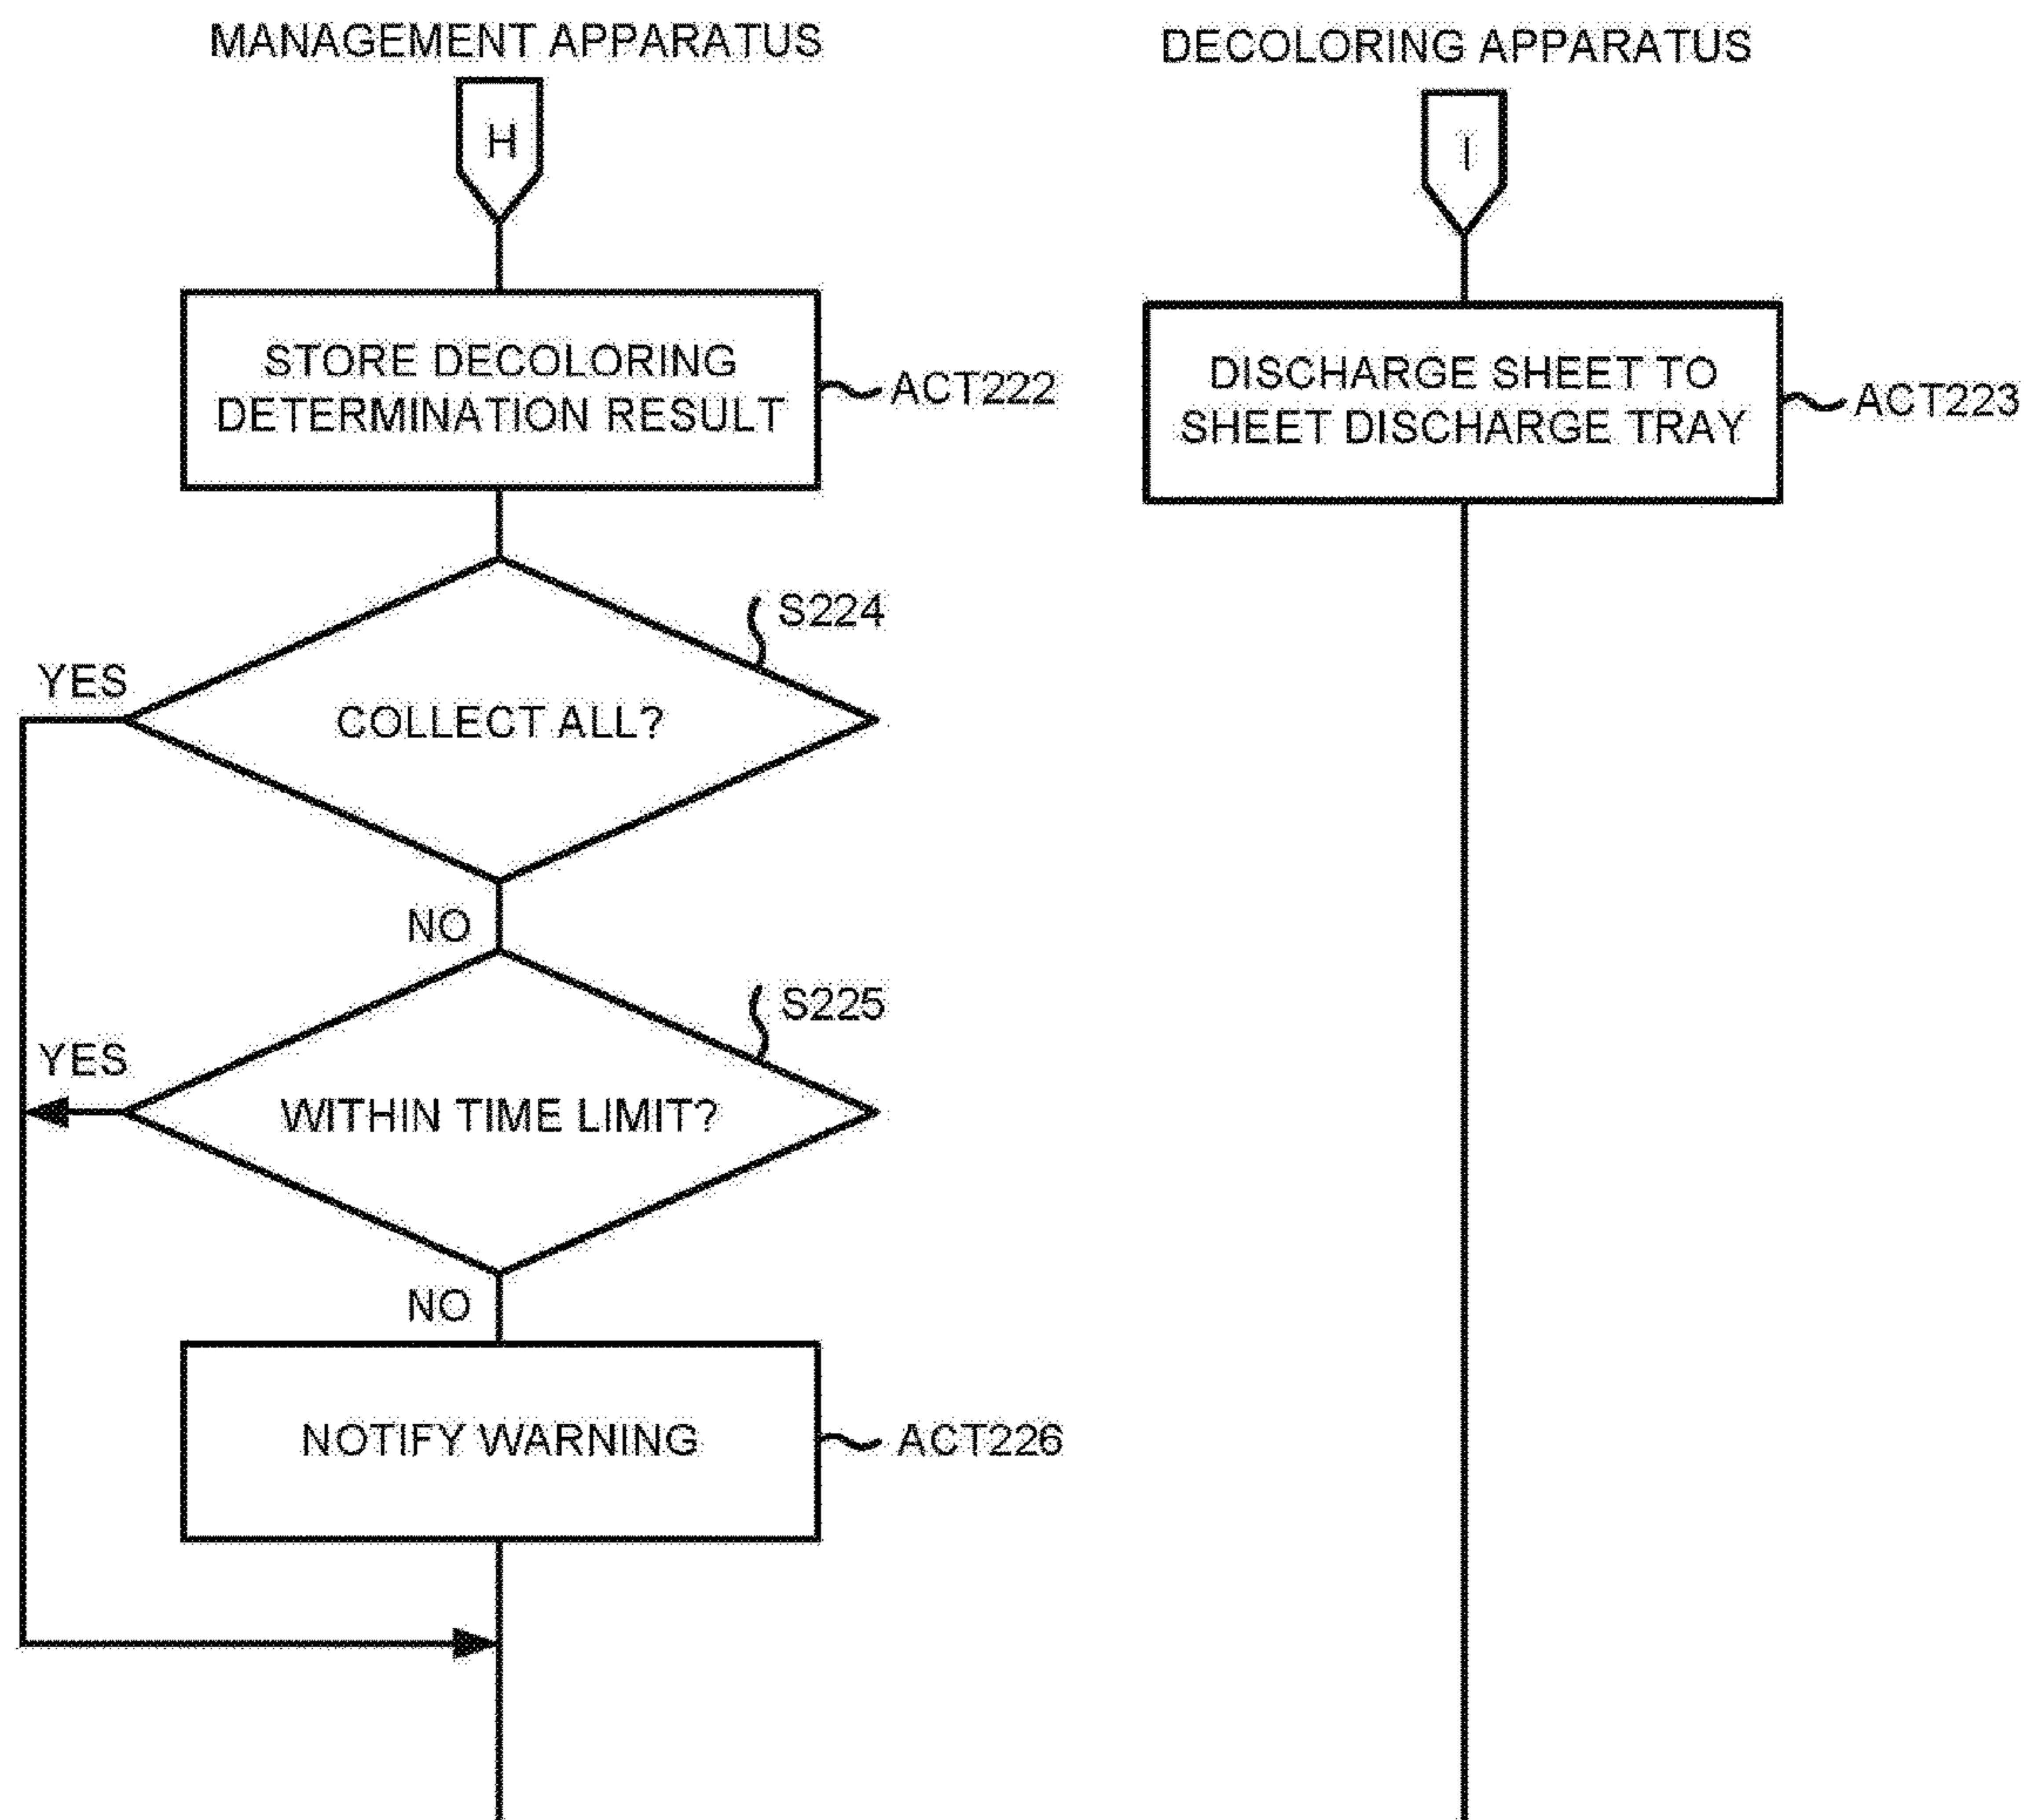 MANAGEMENT APPARATUS
H
STORE DECOLORING
DETERMINATION RESULT
ACT222
S224
YES
COLLECT ALL?
NO
S225
YES
WITHIN TIME LIMIT?
NO
NOTIFY WARNING
ACT226
DECOLORING APPARATUS
I
DISCHARGE SHEET TO
SHEET DISCHARGE TRAY
ACT223